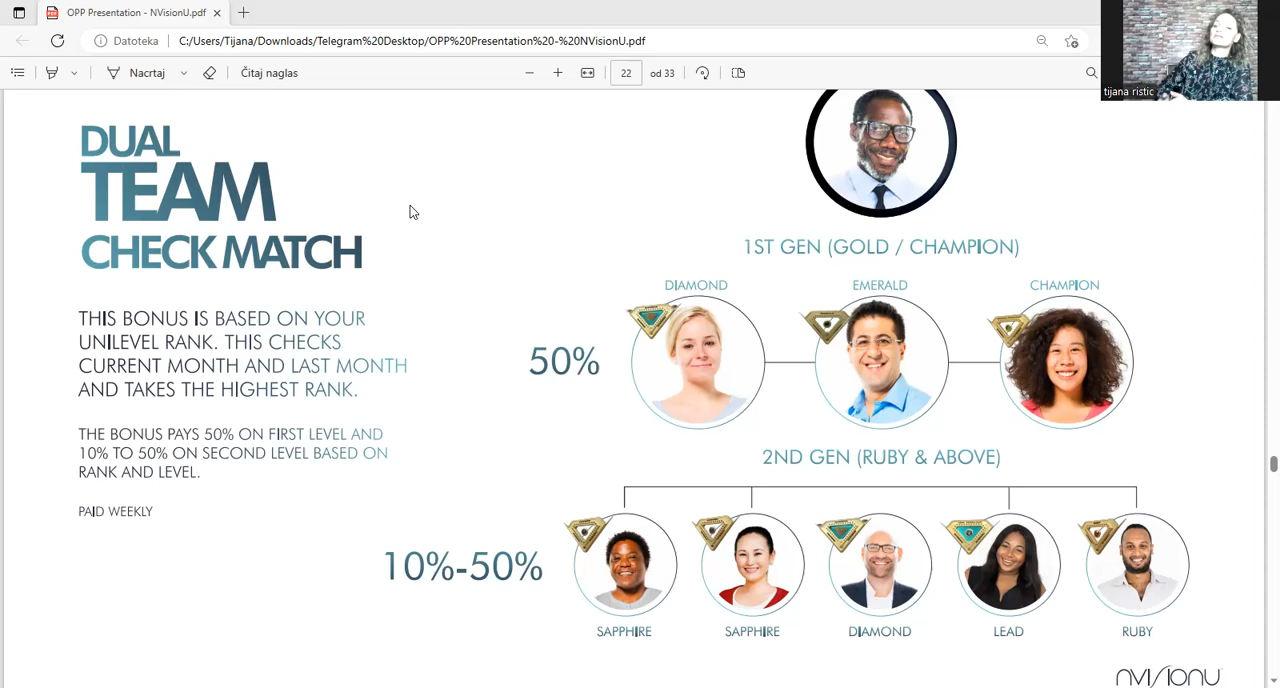 OPP Presentation - NVisionU.pdf
Datoteka
C:/Users/Tijana/Downloads/Telegram%20Desktop/OPP%20Presentation%20-%20NVisionU.pdf
Nacrtaj
Čitaj naglas
22
od 33
tijana ristic
DUAL
TEAM
CHECK MATCH
THIS BONUS IS BASED ON YOUR
UNILEVEL RANK. THIS CHECKS
CURRENT MONTH AND LAST MONTH
AND TAKES THE HIGHEST RANK.
THE BONUS PAYS 50% ON FIRST LEVEL AND
10% TO 50% ON SECOND LEVEL BASED ON
RANK AND LEVEL.
PAID WEEKLY
1ST GEN (GOLD / CHAMPION)
DIAMOND
EMERALD
CHAMPION
50%
2ND GEN (RUBY & ABOVE)
10%-50%
SAPPHIRE
SAPPHIRE
DIAMOND
LEAD
RUBY
nvisionu